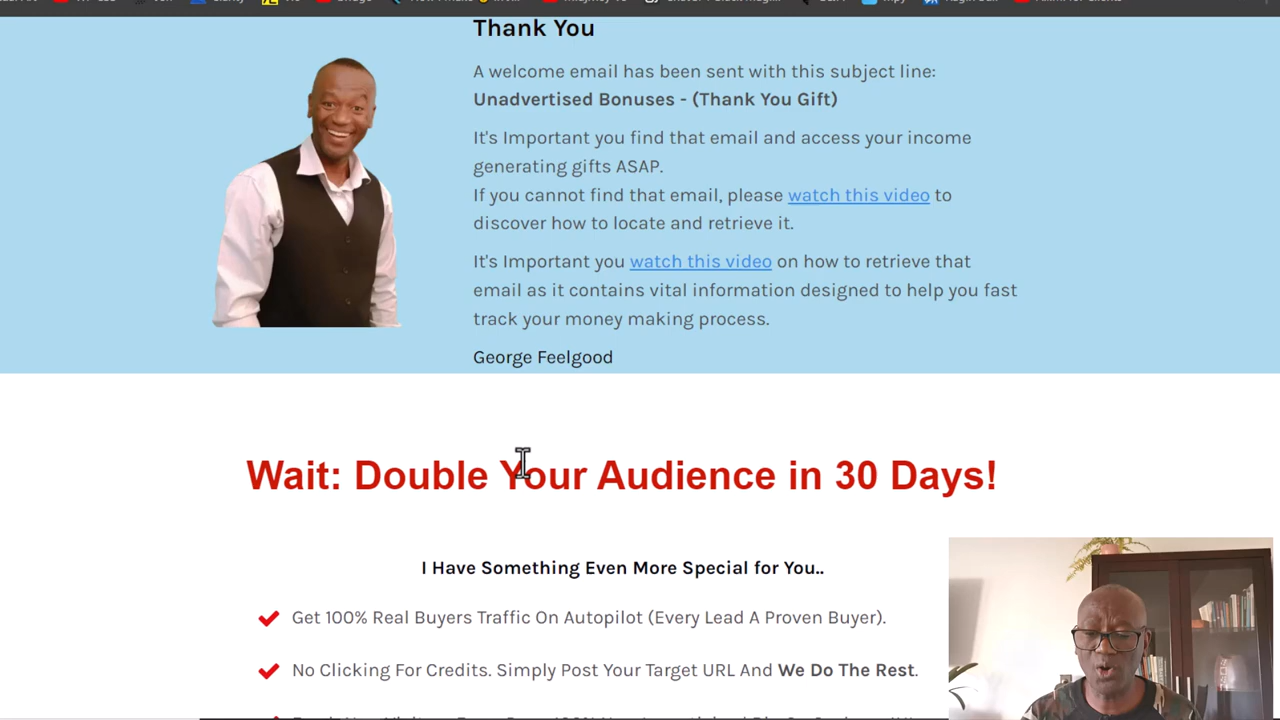 Thank You
A welcome email has been sent with this subject line:
Unadvertised Bonuses - (Thank You Gift)
It's Important you find that email and access your income
generating gifts ASAP.
If you cannot find that email, please watch this video to
discover how to locate and retrieve it.
It's Important you watch this video on how to retrieve that
email as it contains vital information designed to help you fast
track your money making process.
George Feelgood
Wait: Double Your Audience in 30 Days!
I Have Something Even More Special for You..
Get 100% Real Buyers Traffic On Autopilot (Every Lead A Proven Buyer).
No Clicking For Credits. Simply Post Your Target URL And We Do The Rest.